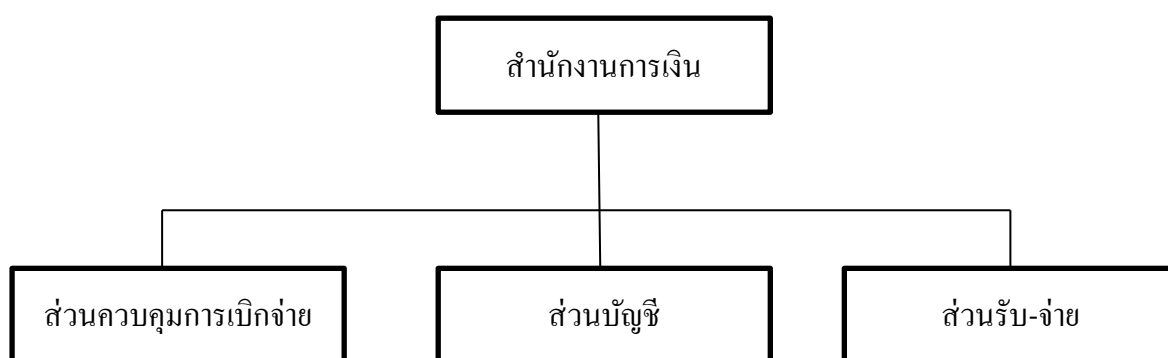 สำนักงานการเงิน
ส่วนควบคุมการเบิกจ่าย
ส่วนบัญชี
ส่วนรับ-จ่าย